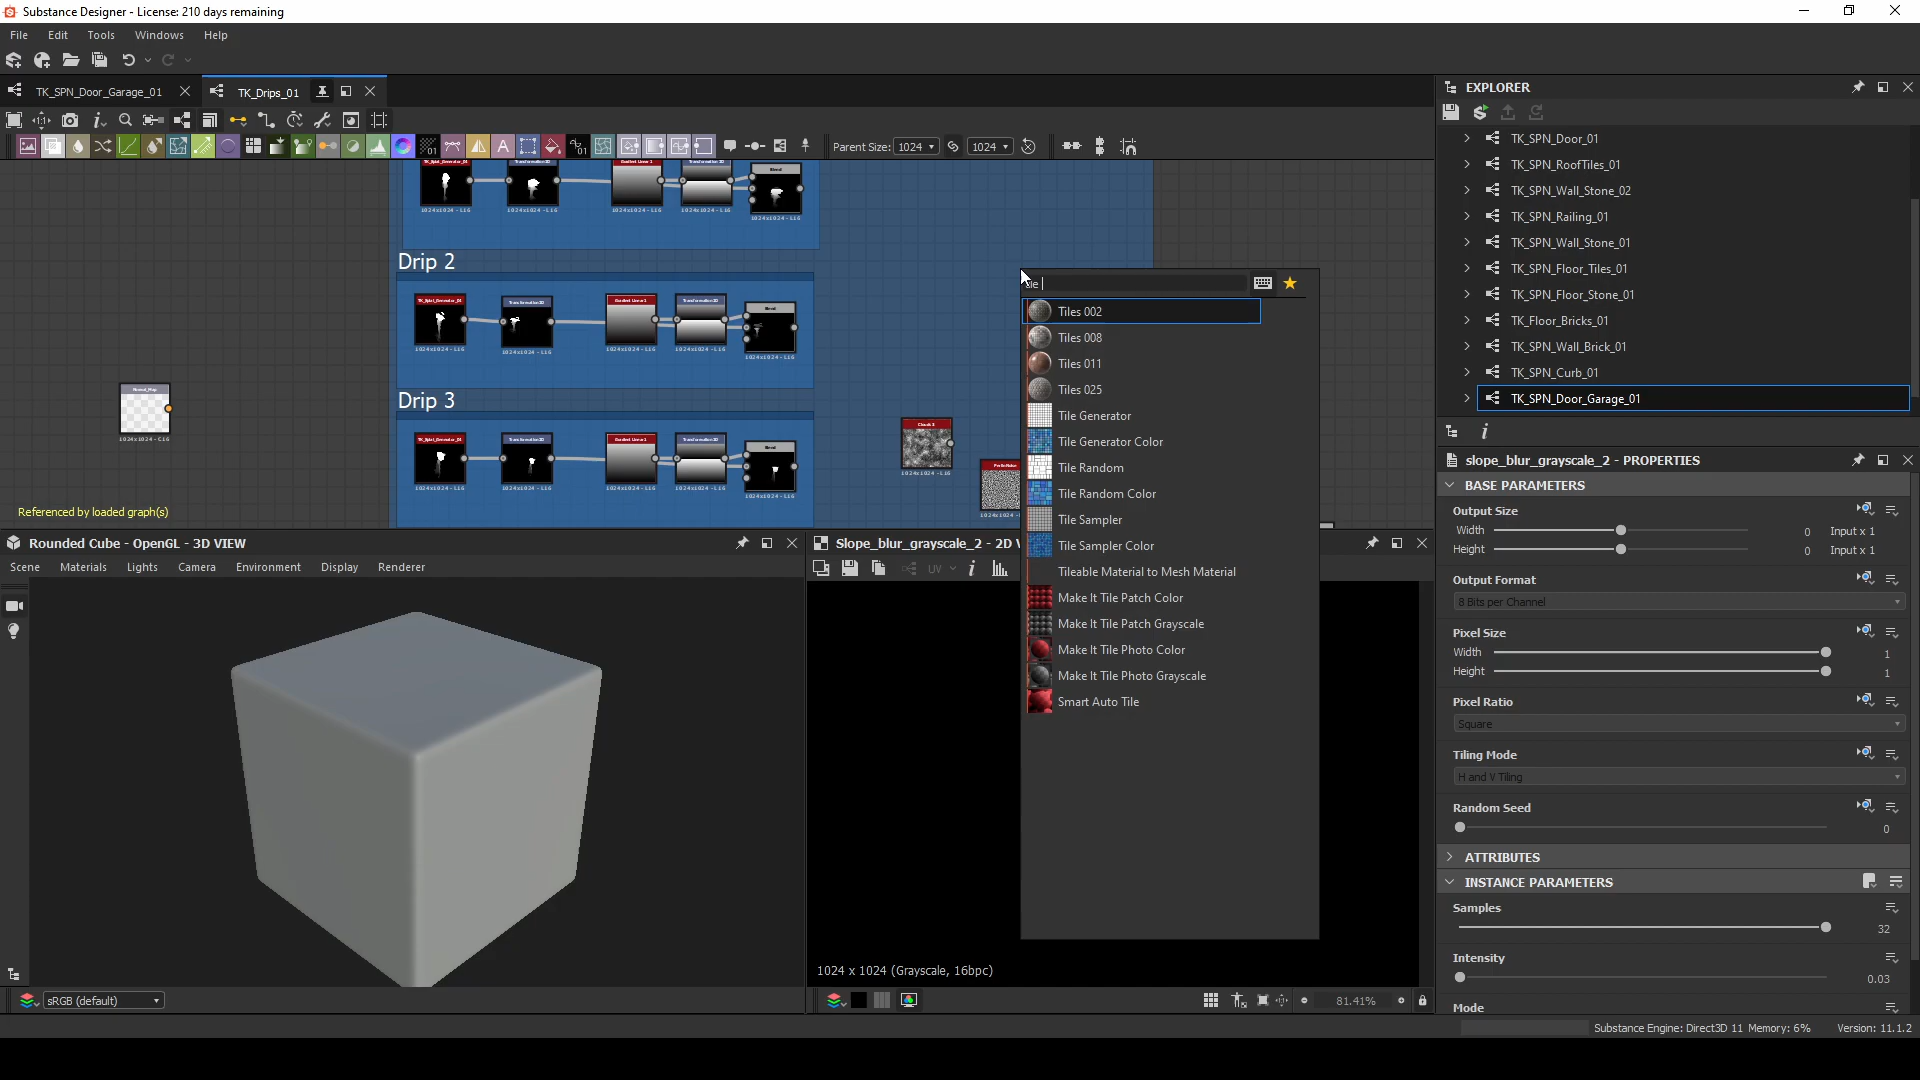 Substance Designer - License: 210 days remaining
File Edit Tools Windows Help
TK_SPN_Door_Garage_01
TK_Drips_01
Parent Size: 1024 1024
Drip 2
Drip 3
Referenced by loaded graph(s)
Tiles 002
Tiles 008
Tiles 011
Tiles 025
Tile Generator
Tile Generator Color
Tile Random
Tile Random Color
Tile Sampler
Tile Sampler Color
Tileable Material to Mesh Material
Make It Tile Patch Color
Make It Tile Patch Grayscale
Make It Tile Photo Color
Make It Tile Photo Grayscale
Smart Auto Tile
Rounded Cube - OpenGL - 3D VIEW
Scene Materials Lights Camera Environment Display Renderer
sRGB (default)
Slope_blur_grayscale_2 - 2D V
UV
1024 x 1024 (Grayscale, 16bpc)
81.41%
EXPLORER
TK_SPN_Door_01
TK_SPN_RoofTiles_01
TK_SPN_Wall_Stone_02
TK_SPN_Railing_01
TK_SPN_Wall_Stone_01
TK_SPN_Floor_Tiles_01
TK_SPN_Floor_Stone_01
TK_Floor_Bricks_01
TK_SPN_Wall_Brick_01
TK_SPN_Curb_01
TK_SPN_Door_Garage_01
slope_blur_grayscale_2 - PROPERTIES
BASE PARAMETERS
Output Size
Width 0 Input x 1
Height 0 Input x 1
Output Format
8 Bits per Channel
Pixel Size
Width 1
Height 1
Pixel Ratio
Square
Tiling Mode
H and V Tiling
Random Seed
0
ATTRIBUTES
INSTANCE PARAMETERS
Samples
32
Intensity
0.03
Mode
Substance Engine: Direct3D 11 Memory: 6% Version: 11.1.2